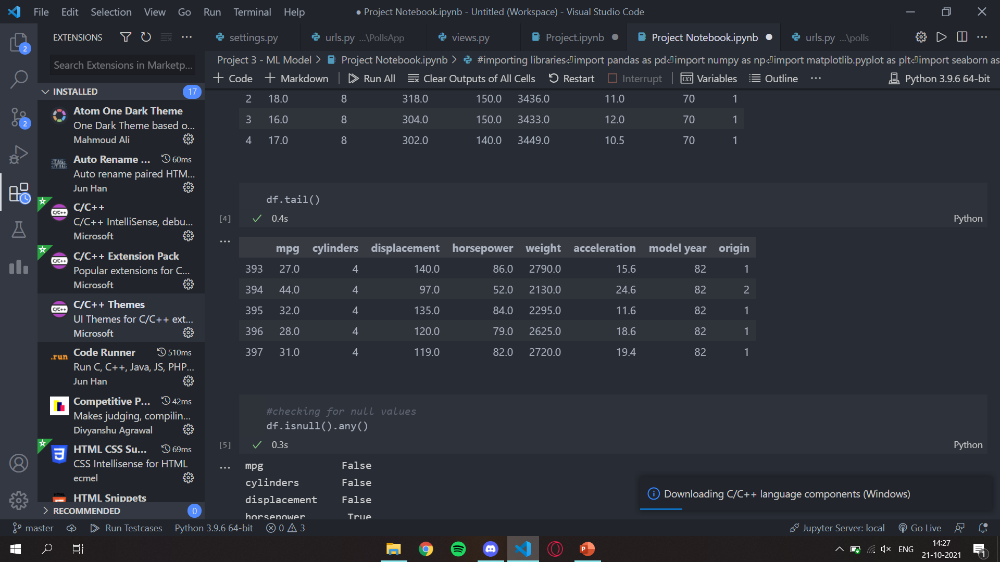 File Edit Selection View Go Run Terminal Help
● Project Notebook.ipynb - Untitled (Workspace) - Visual Studio Code
EXTENSIONS
settings.py
urls.py ...\PollsApp
views.py
Project.ipynb
Project Notebook.ipynb
urls.py ...\polls
Search Extensions in Marketp...
Project 3 - ML Model > Project Notebook.ipynb > #importing libraries⏎import pandas as pd⏎import numpy as np⏎import matplotlib.pyplot as plt⏎import seaborn as
+ Code + Markdown Run All Clear Outputs of All Cells Restart Interrupt Variables Outline ... Python 3.9.6 64-bit
INSTALLED 17
Atom One Dark Theme
One Dark Theme based o...
Mahmoud Ali
Auto Rename ... 60ms
Auto rename paired HTM...
Jun Han
C/C++
C/C++ IntelliSense, debu...
Microsoft
C/C++ Extension Pack
Popular extensions for C...
Microsoft
C/C++ Themes
UI Themes for C/C++ ext...
Microsoft
Code Runner 510ms
Run C, C++, Java, JS, PHP...
Jun Han
Competitive P... 42ms
Makes judging, compilin...
Divyanshu Agrawal
HTML CSS Su... 69ms
CSS Intellisense for HTML
ecmel
HTML Snippets
RECOMMENDED 0
2 18.0 8 318.0 150.0 3436.0 11.0 70 1
3 16.0 8 304.0 150.0 3433.0 12.0 70 1
4 17.0 8 302.0 140.0 3449.0 10.5 70 1
df.tail()
[4] 0.4s Python
mpg cylinders displacement horsepower weight acceleration model year origin
393 27.0 4 140.0 86.0 2790.0 15.6 82 1
394 44.0 4 97.0 52.0 2130.0 24.6 82 2
395 32.0 4 135.0 84.0 2295.0 11.6 82 1
396 28.0 4 120.0 79.0 2625.0 18.6 82 1
397 31.0 4 119.0 82.0 2720.0 19.4 82 1
#checking for null values
df.isnull().any()
[5] 0.3s Python
mpg False
cylinders False
displacement False
horsepower True
Downloading C/C++ language components (Windows)
master Run Testcases Python 3.9.6 64-bit 0 3 Jupyter Server: local Go Live
ENG
14:27
21-10-2021
1